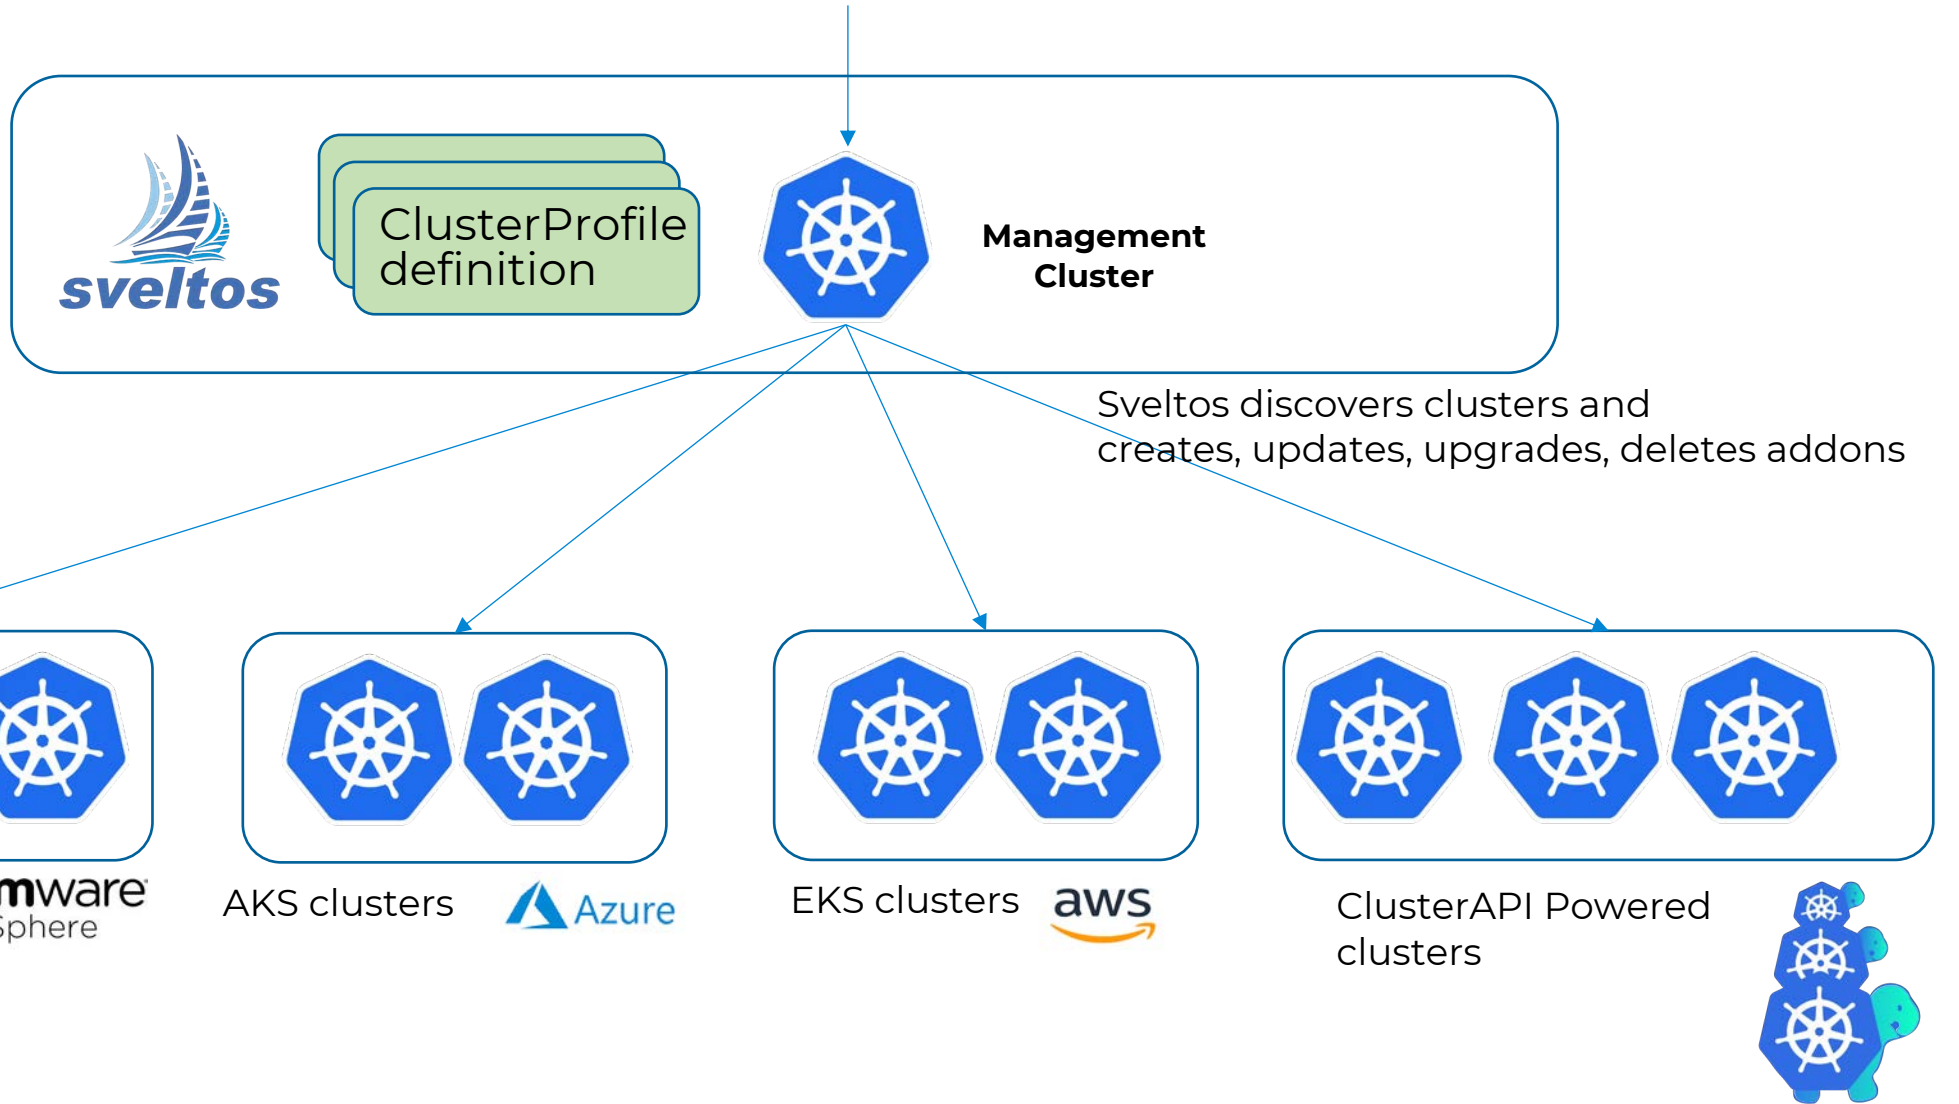 sveltos
ClusterProfile
definition
Management
Cluster
Sveltos discovers clusters and
creates, updates, upgrades, deletes addons
mware
Sphere
AKS clusters
Azure
EKS clusters
aws
ClusterAPI Powered
clusters